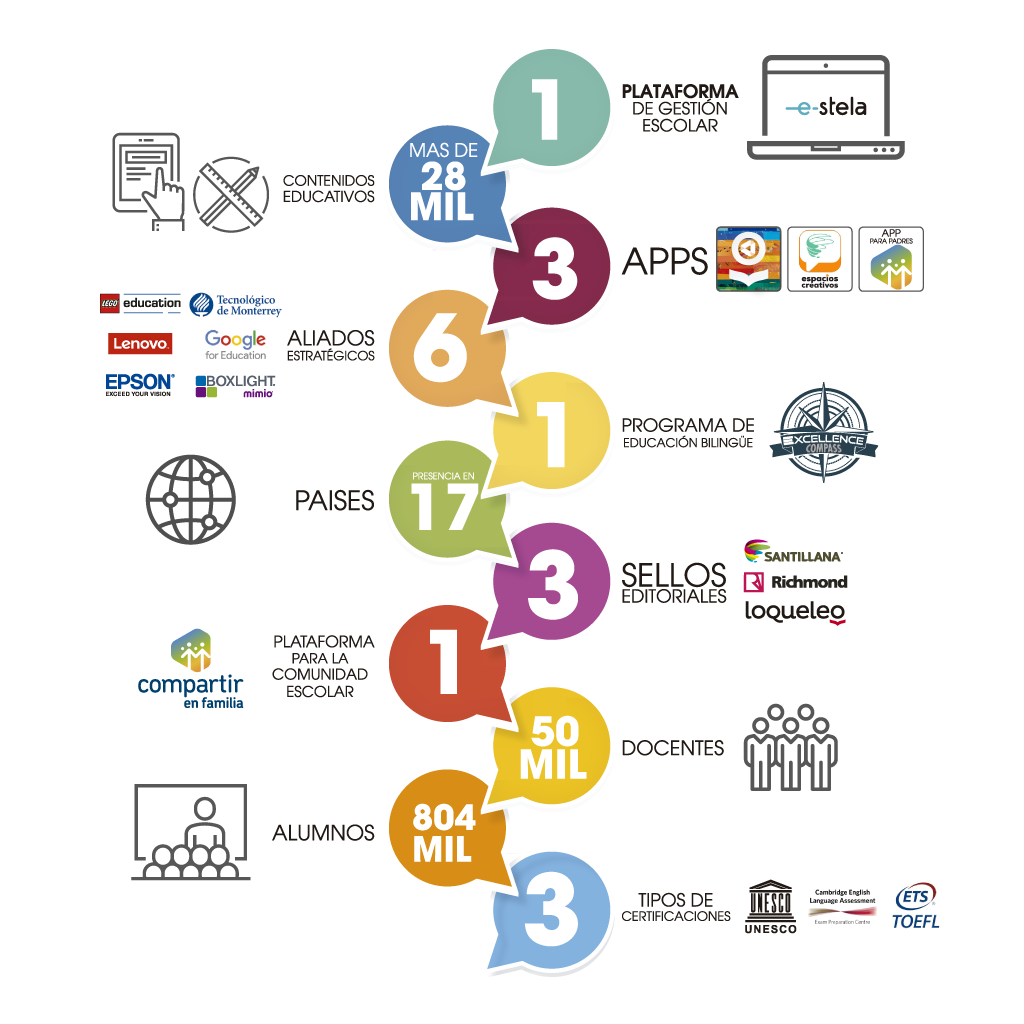 1
PLATAFORMA
DE GESTIÓN
ESCOLAR
e-stela
CONTENIDOS
EDUCATIVOS
MAS DE
28
MIL
3
APPS
espacios
creativos
APP
PARA PADRES
LEGO education
Tecnológico
de Monterrey
Lenovo
Google
for Education
EPSON
EXCEED YOUR VISION
BOXLIGHT
mimio
ALIADOS
ESTRATÉGICOS
6
1
PROGRAMA DE
EDUCACIÓN BILINGÜE
EXCELLENCE
COMPASS
PAISES
PRESENCIA EN
17
3
SELLOS
EDITORIALES
SANTILLANA
Richmond
loqueleo
compartir
en familia
PLATAFORMA
PARA LA
COMUNIDAD
ESCOLAR
1
50
MIL
DOCENTES
ALUMNOS
804
MIL
3
TIPOS DE
CERTIFICACIONES
UNESCO
UNESCO
Cambridge English
Language Assessment
Exam Preparation Centre
ETS
TOEFL